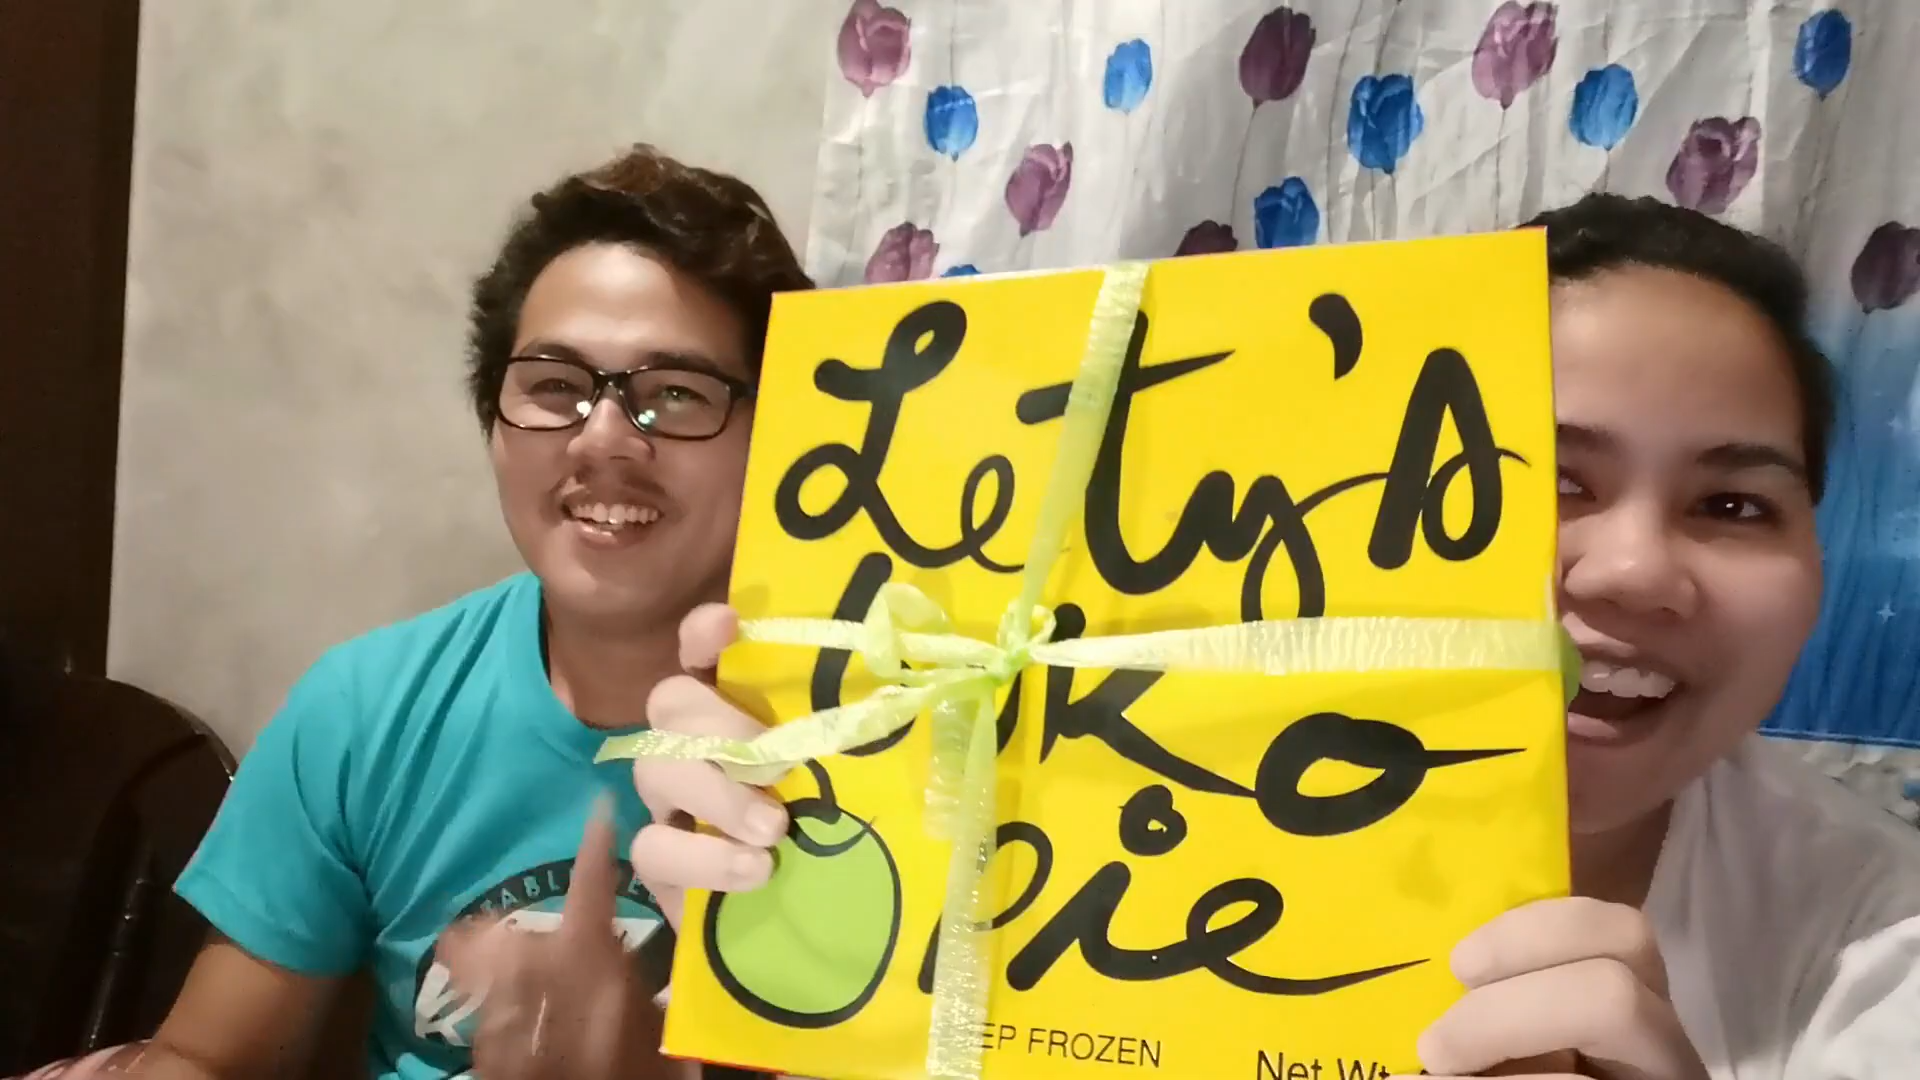 Lety's
Buko
Pie
EP FROZEN
Net Wt